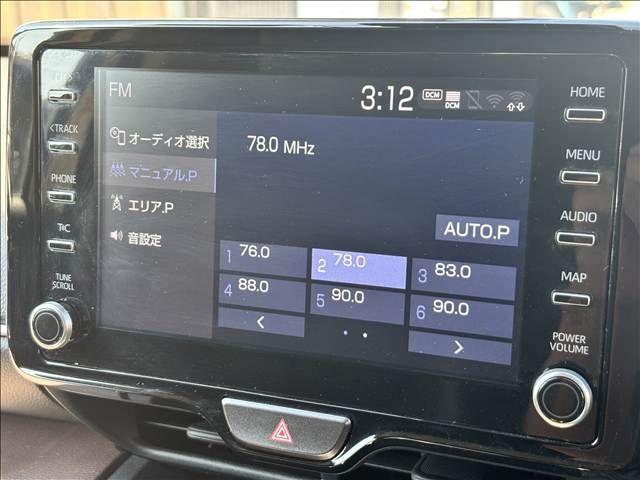 FM
3:12
DCM
DCM
オーディオ選択
マニュアル.P
エリア.P
音設定
78.0 MHz
AUTO.P
1 76.0
2 78.0
3 83.0
4 88.0
5 90.0
6 90.0
<
>
<TRACK
PHONE
TUNE
SCROLL
HOME
MENU
AUDIO
MAP
POWER
VOLUME